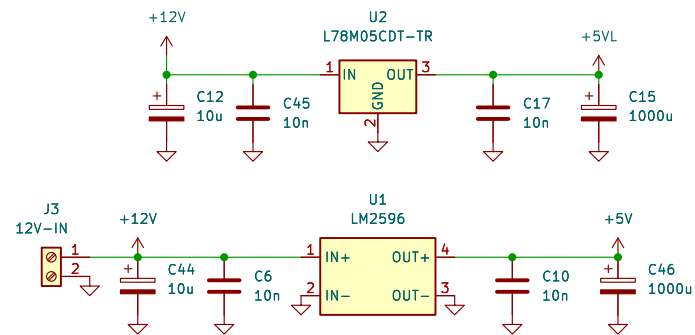 +12V
U2
L78M05CDT-TR
+5VL
1 IN OUT 3
GND
2
+ C12
10u
C45
10n
C17
10n
+ C15
1000u
J3
12V-IN
+12V
U1
LM2596
+5V
1
2
1 IN+ OUT+ 4
2 IN- OUT- 3
+ C44
10u
C6
10n
C10
10n
+ C46
1000u